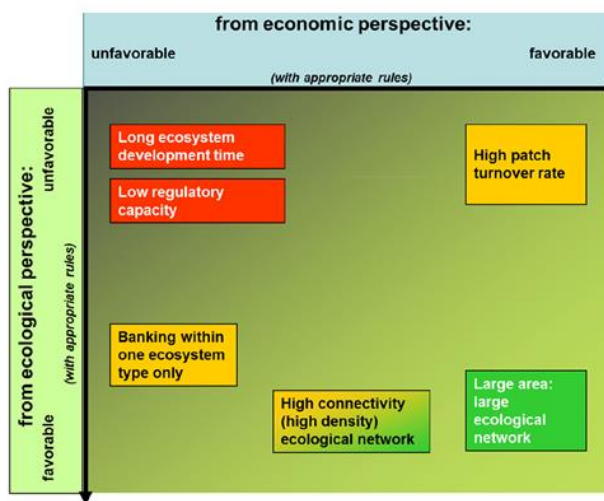 from economic perspective:
unfavorable
favorable
(with appropriate rules)
from ecological perspective:
(with appropriate rules)
unfavorable
favorable
Long ecosystem
development time
Low regulatory
capacity
High patch
turnover rate
Banking within
one ecosystem
type only
High connectivity
(high density)
ecological network
Large area:
large
ecological
network